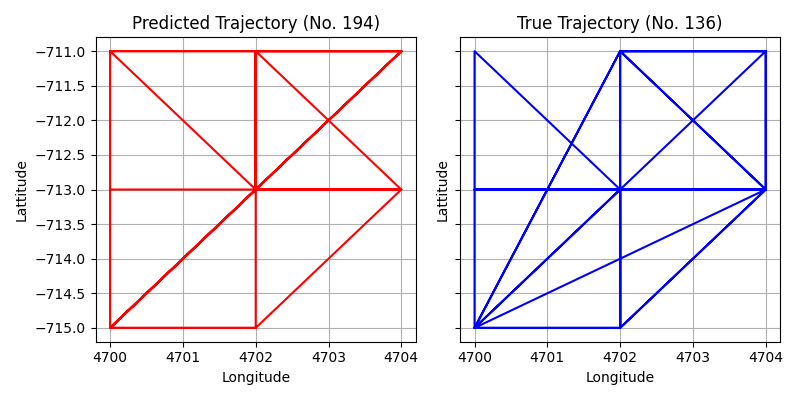 Predicted Trajectory (No. 194)
True Trajectory (No. 136)
Lattitude
−711.0
−711.5
−712.0
−712.5
−713.0
−713.5
−714.0
−714.5
−715.0
4700 4701 4702 4703 4704
Longitude
Lattitude
4700 4701 4702 4703 4704
Longitude